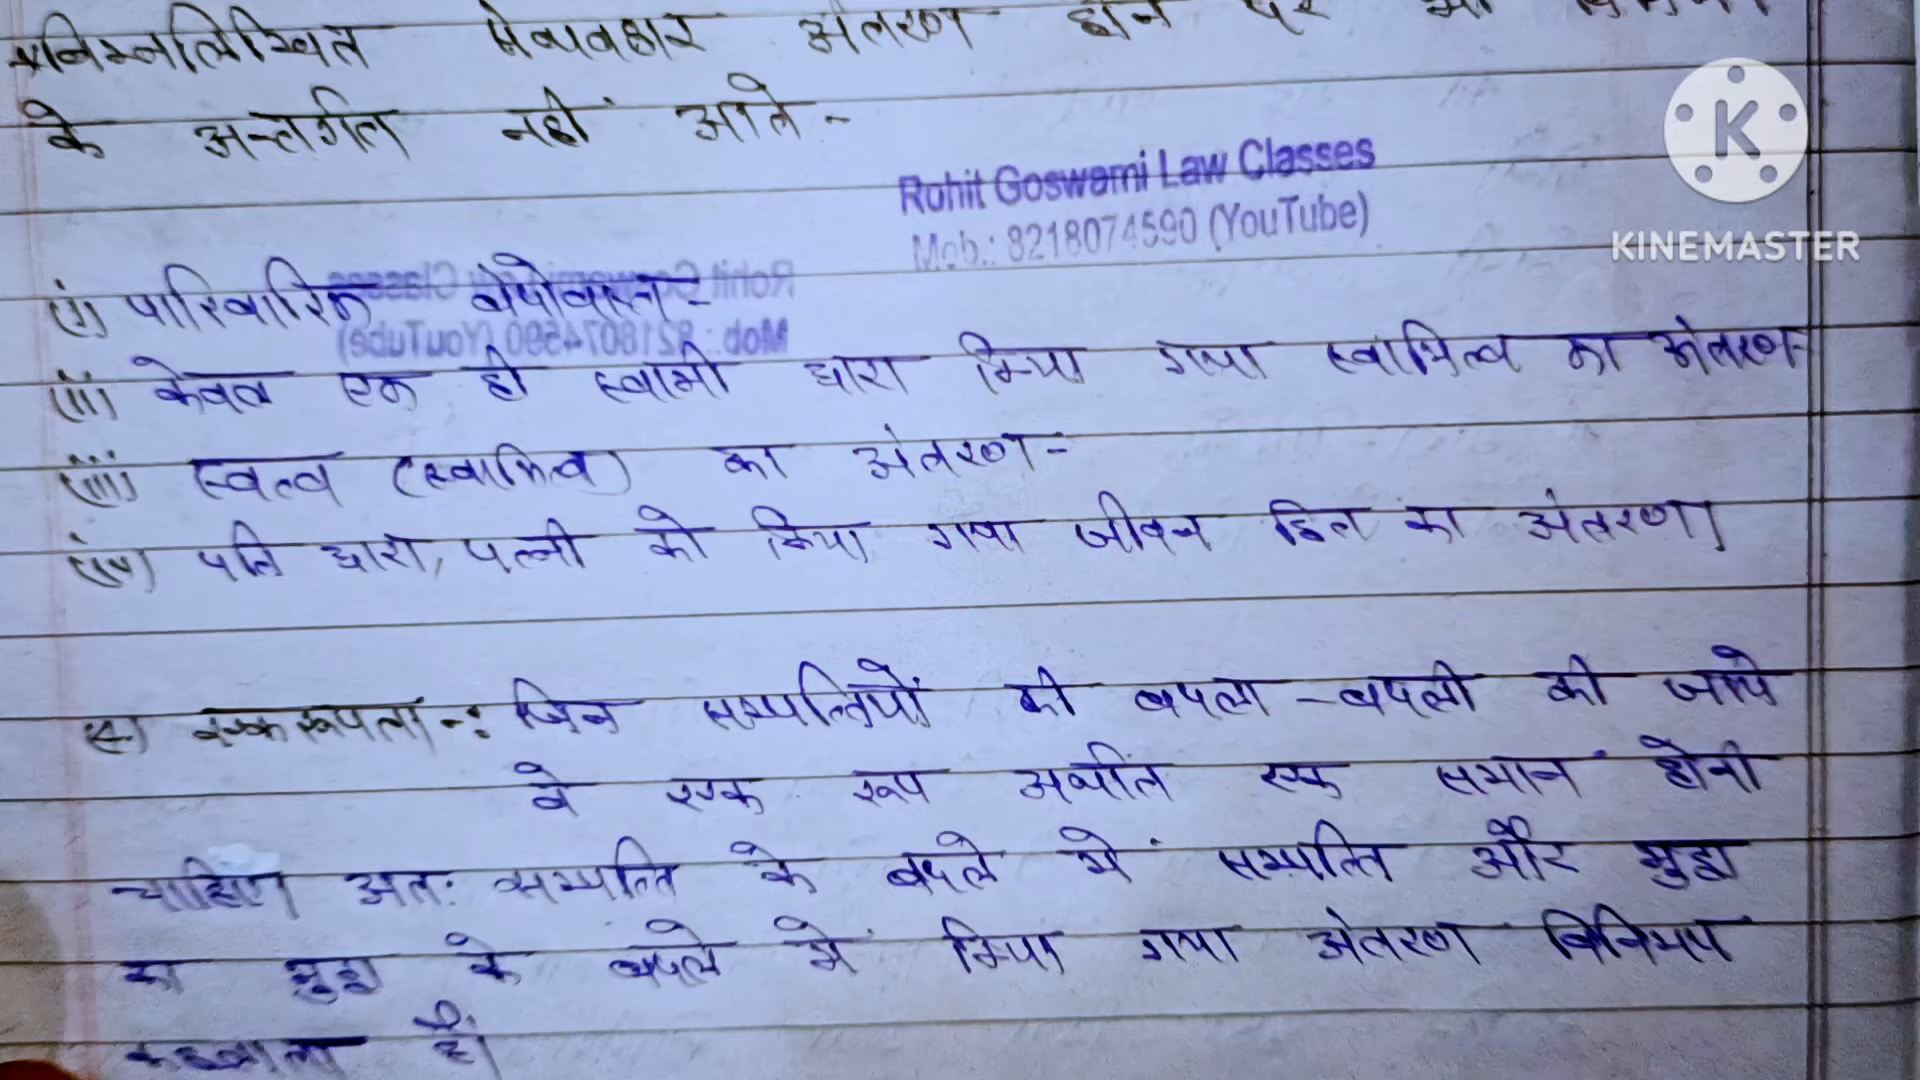 निम्नलिखित संव्यवहार अंतरण होने पर भी
के अन्तर्गत नहीं आते -
Rohit Goswami Law Classes
Mob.: 8218074590 (YouTube)
KINEMASTER
(i) पारिवारिक बंदोबस्त -
(ii) केवल एक ही स्वामी द्वारा किया गया स्वामित्व का अंतरण-
(iii) स्वत्व (स्वामित्व) का अंतरण -
(iv) पति द्वारा, पत्नी को किया गया जीवन हित का अंतरण।
एकरूपता -: जिन सम्पत्तियों की बदला - बदली की जाये
वे एक रूप अर्थात एक समान होनी
चाहिए। अतः सम्पत्ति के बदले में सम्पत्ति और मुद्रा
का मुद्रा के बदले में किया गया अंतरण विनिमय
कहलाता है।